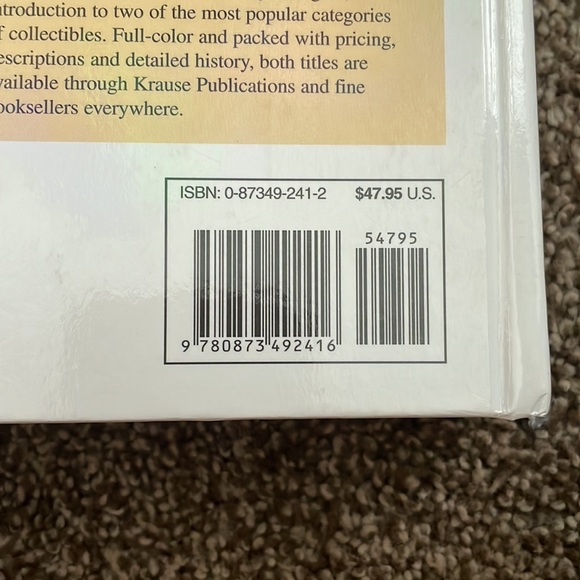 ntroduction to two of the most popular categories
f collectibles. Full-color and packed with pricing,
escriptions and detailed history, both titles are
vailable through Krause Publications and fine
ooksellers everywhere.
ISBN: 0-87349-241-2 $47.95 U.S.
54795
9 780873 492416